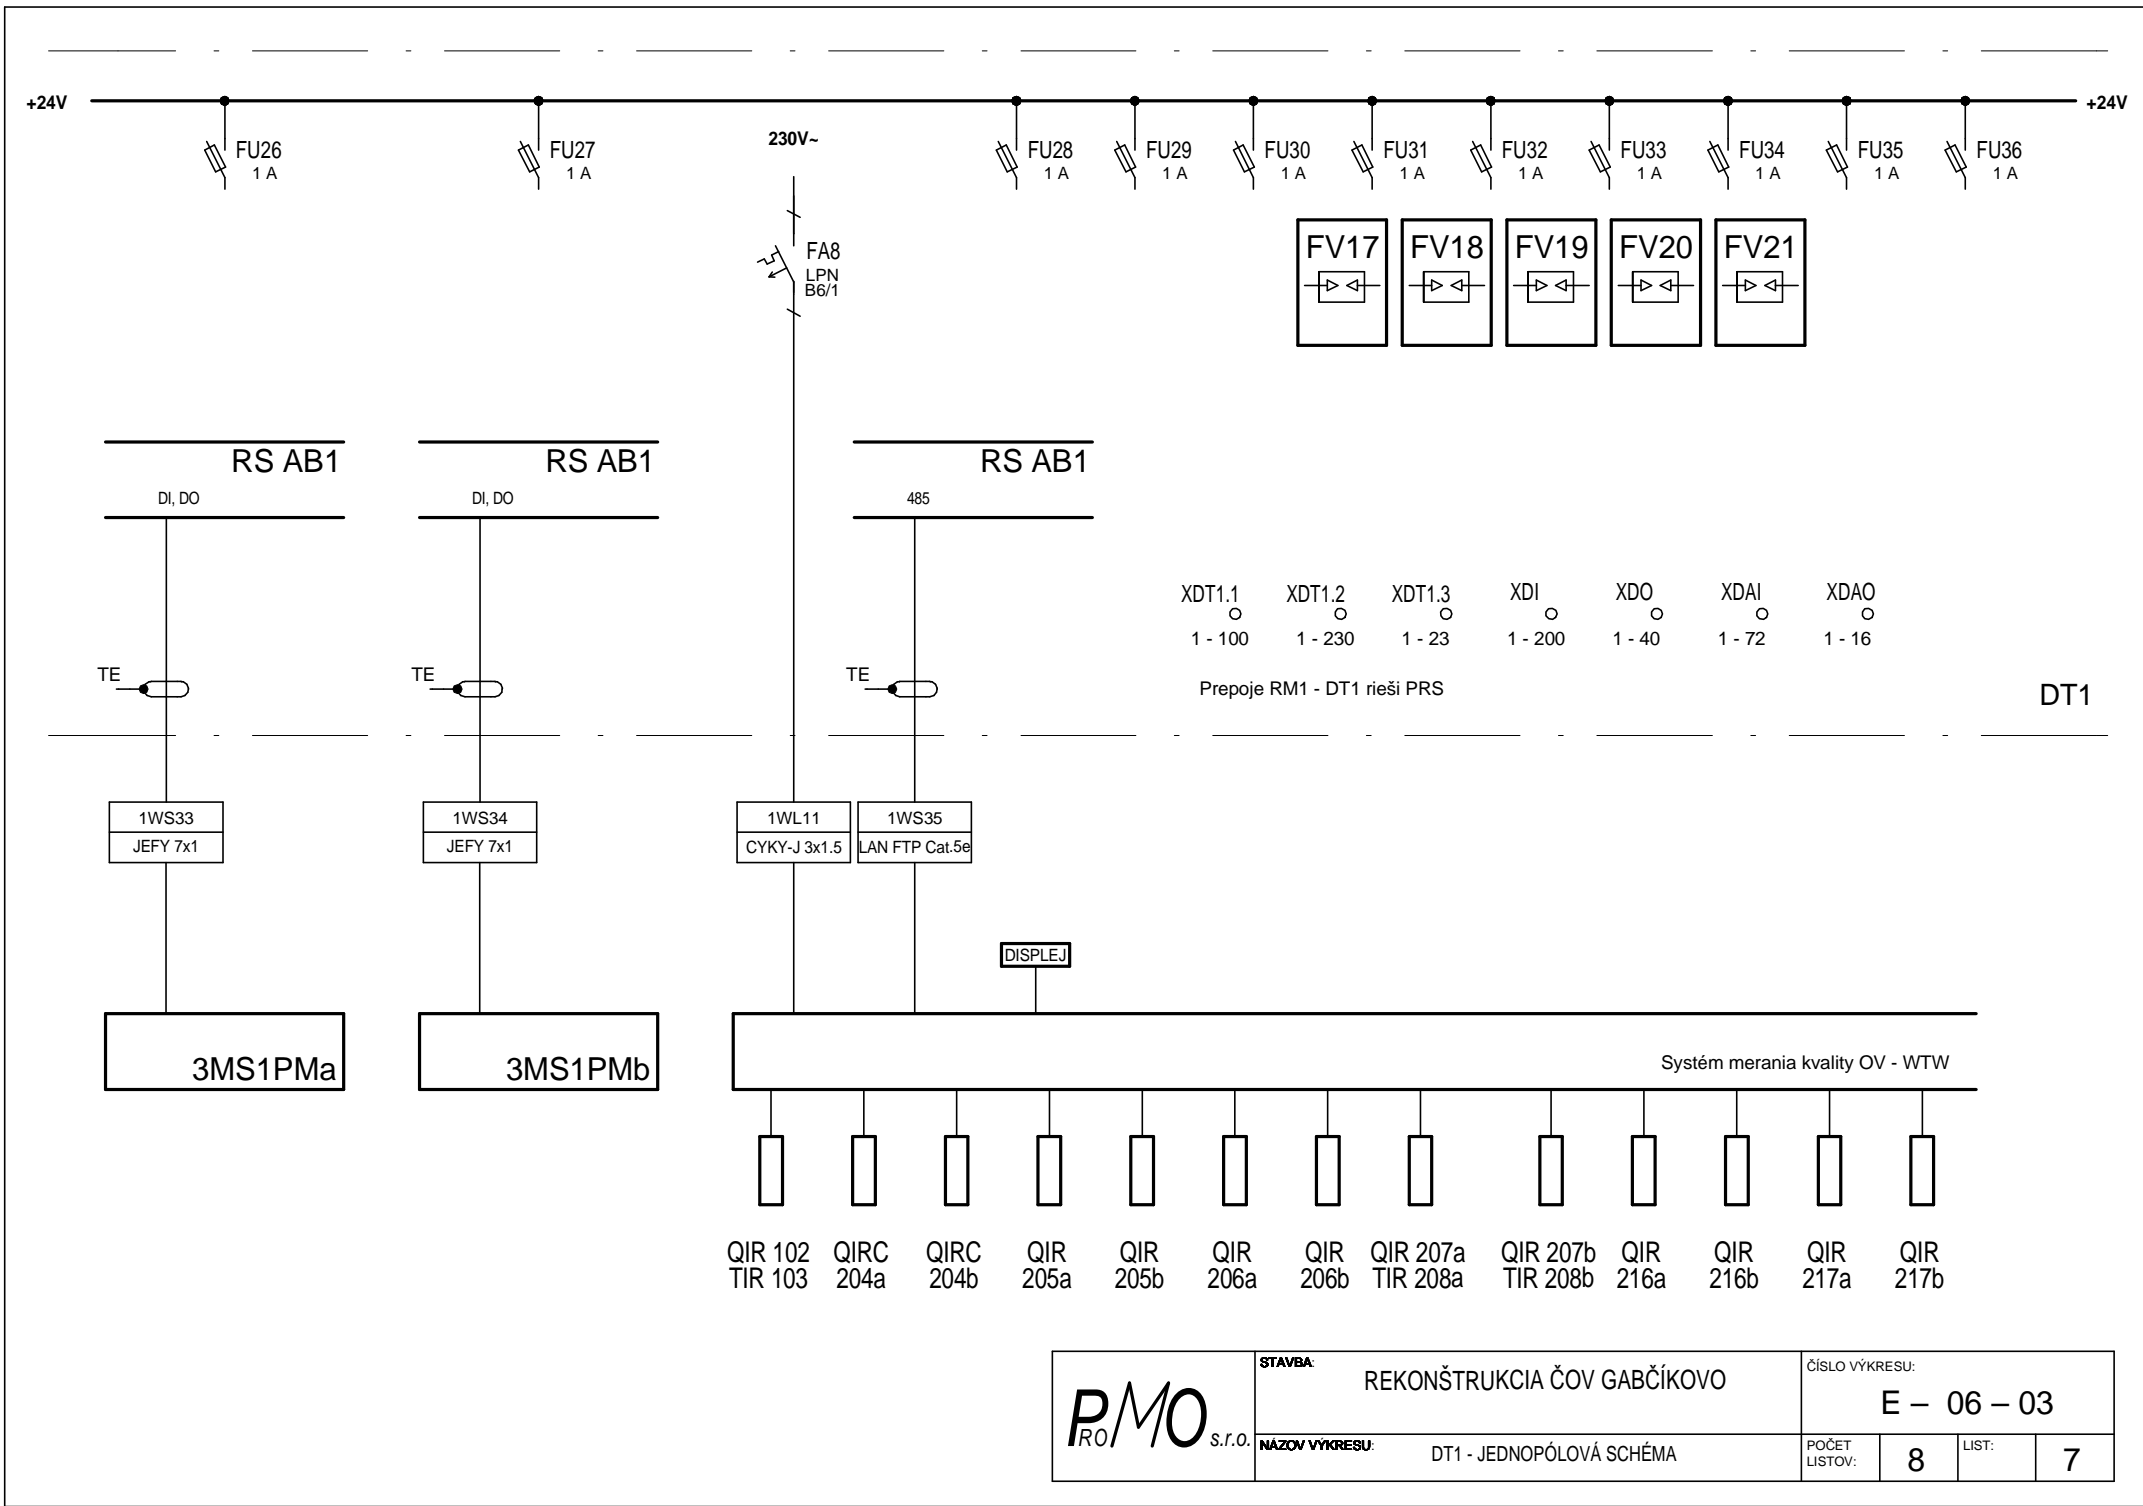 +24V
+24V
FU26
1 A
FU27
1 A
230V~
FU28
1 A
FU29
1 A
FU30
1 A
FU31
1 A
FU32
1 A
FU33
1 A
FU34
1 A
FU35
1 A
FU36
1 A
FA8
LPN
B6/1
FV17
FV18
FV19
FV20
FV21
RS AB1
DI, DO
RS AB1
DI, DO
RS AB1
485
XDT1.1
1 - 100
XDT1.2
1 - 230
XDT1.3
1 - 23
XDI
1 - 200
XDO
1 - 40
XDAI
1 - 72
XDAO
1 - 16
TE
TE
TE
Prepoje RM1 - DT1 rieši PRS
DT1
1WS33
JEFY 7x1
1WS34
JEFY 7x1
1WL11
CYKY-J 3x1.5
1WS35
LAN FTP Cat.5e
DISPLEJ
3MS1PMa
3MS1PMb
Systém merania kvality OV - WTW
QIR 102
TIR 103
QIRC
204a
QIRC
204b
QIR
205a
QIR
205b
QIR
206a
QIR
206b
QIR 207a
TIR 208a
QIR 207b
TIR 208b
QIR
216a
QIR
216b
QIR
217a
QIR
217b
PROMO s.r.o.
STAVBA:
REKONŠTRUKCIA ČOV GABČÍKOVO
ČÍSLO VÝKRESU:
E – 06 – 03
NÁZOV VÝKRESU:
DT1 - JEDNOPÓLOVÁ SCHÉMA
POČET
LISTOV:
8
LIST:
7